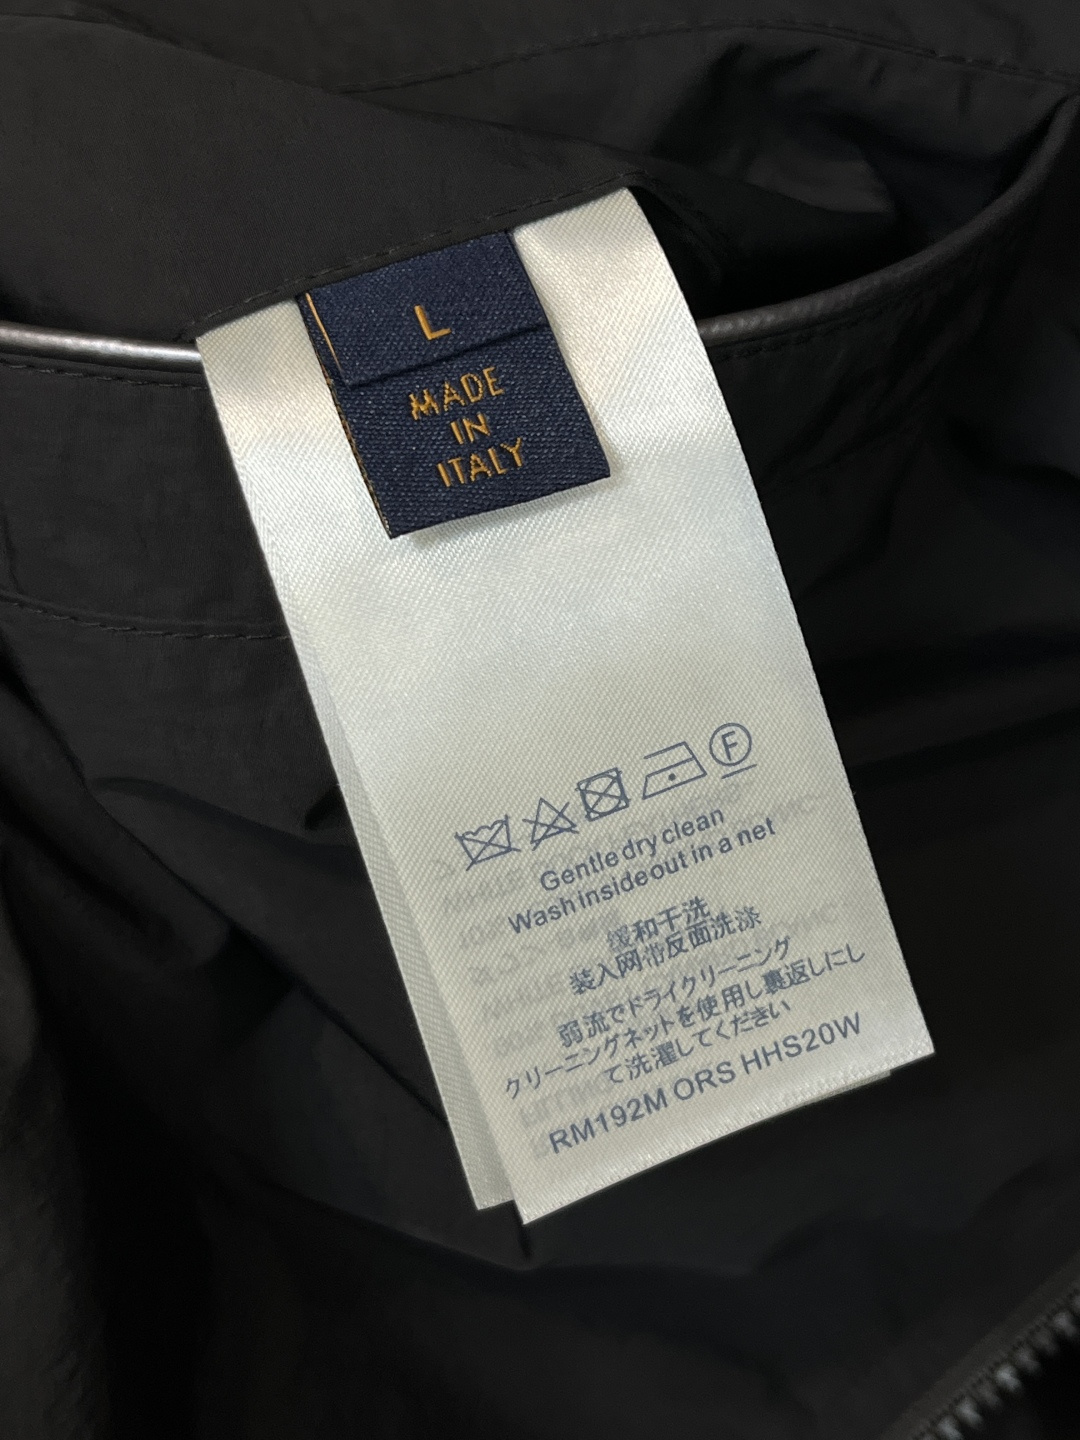 L
MADE
IN
ITALY
F
Gentle dry clean
Wash inside out in a net
缓和干洗
装入网带反面洗涤
弱流でドライクリーニング
クリーニングネットを使用し裏返しにし
て洗濯してください
RM192M ORS HHS20W